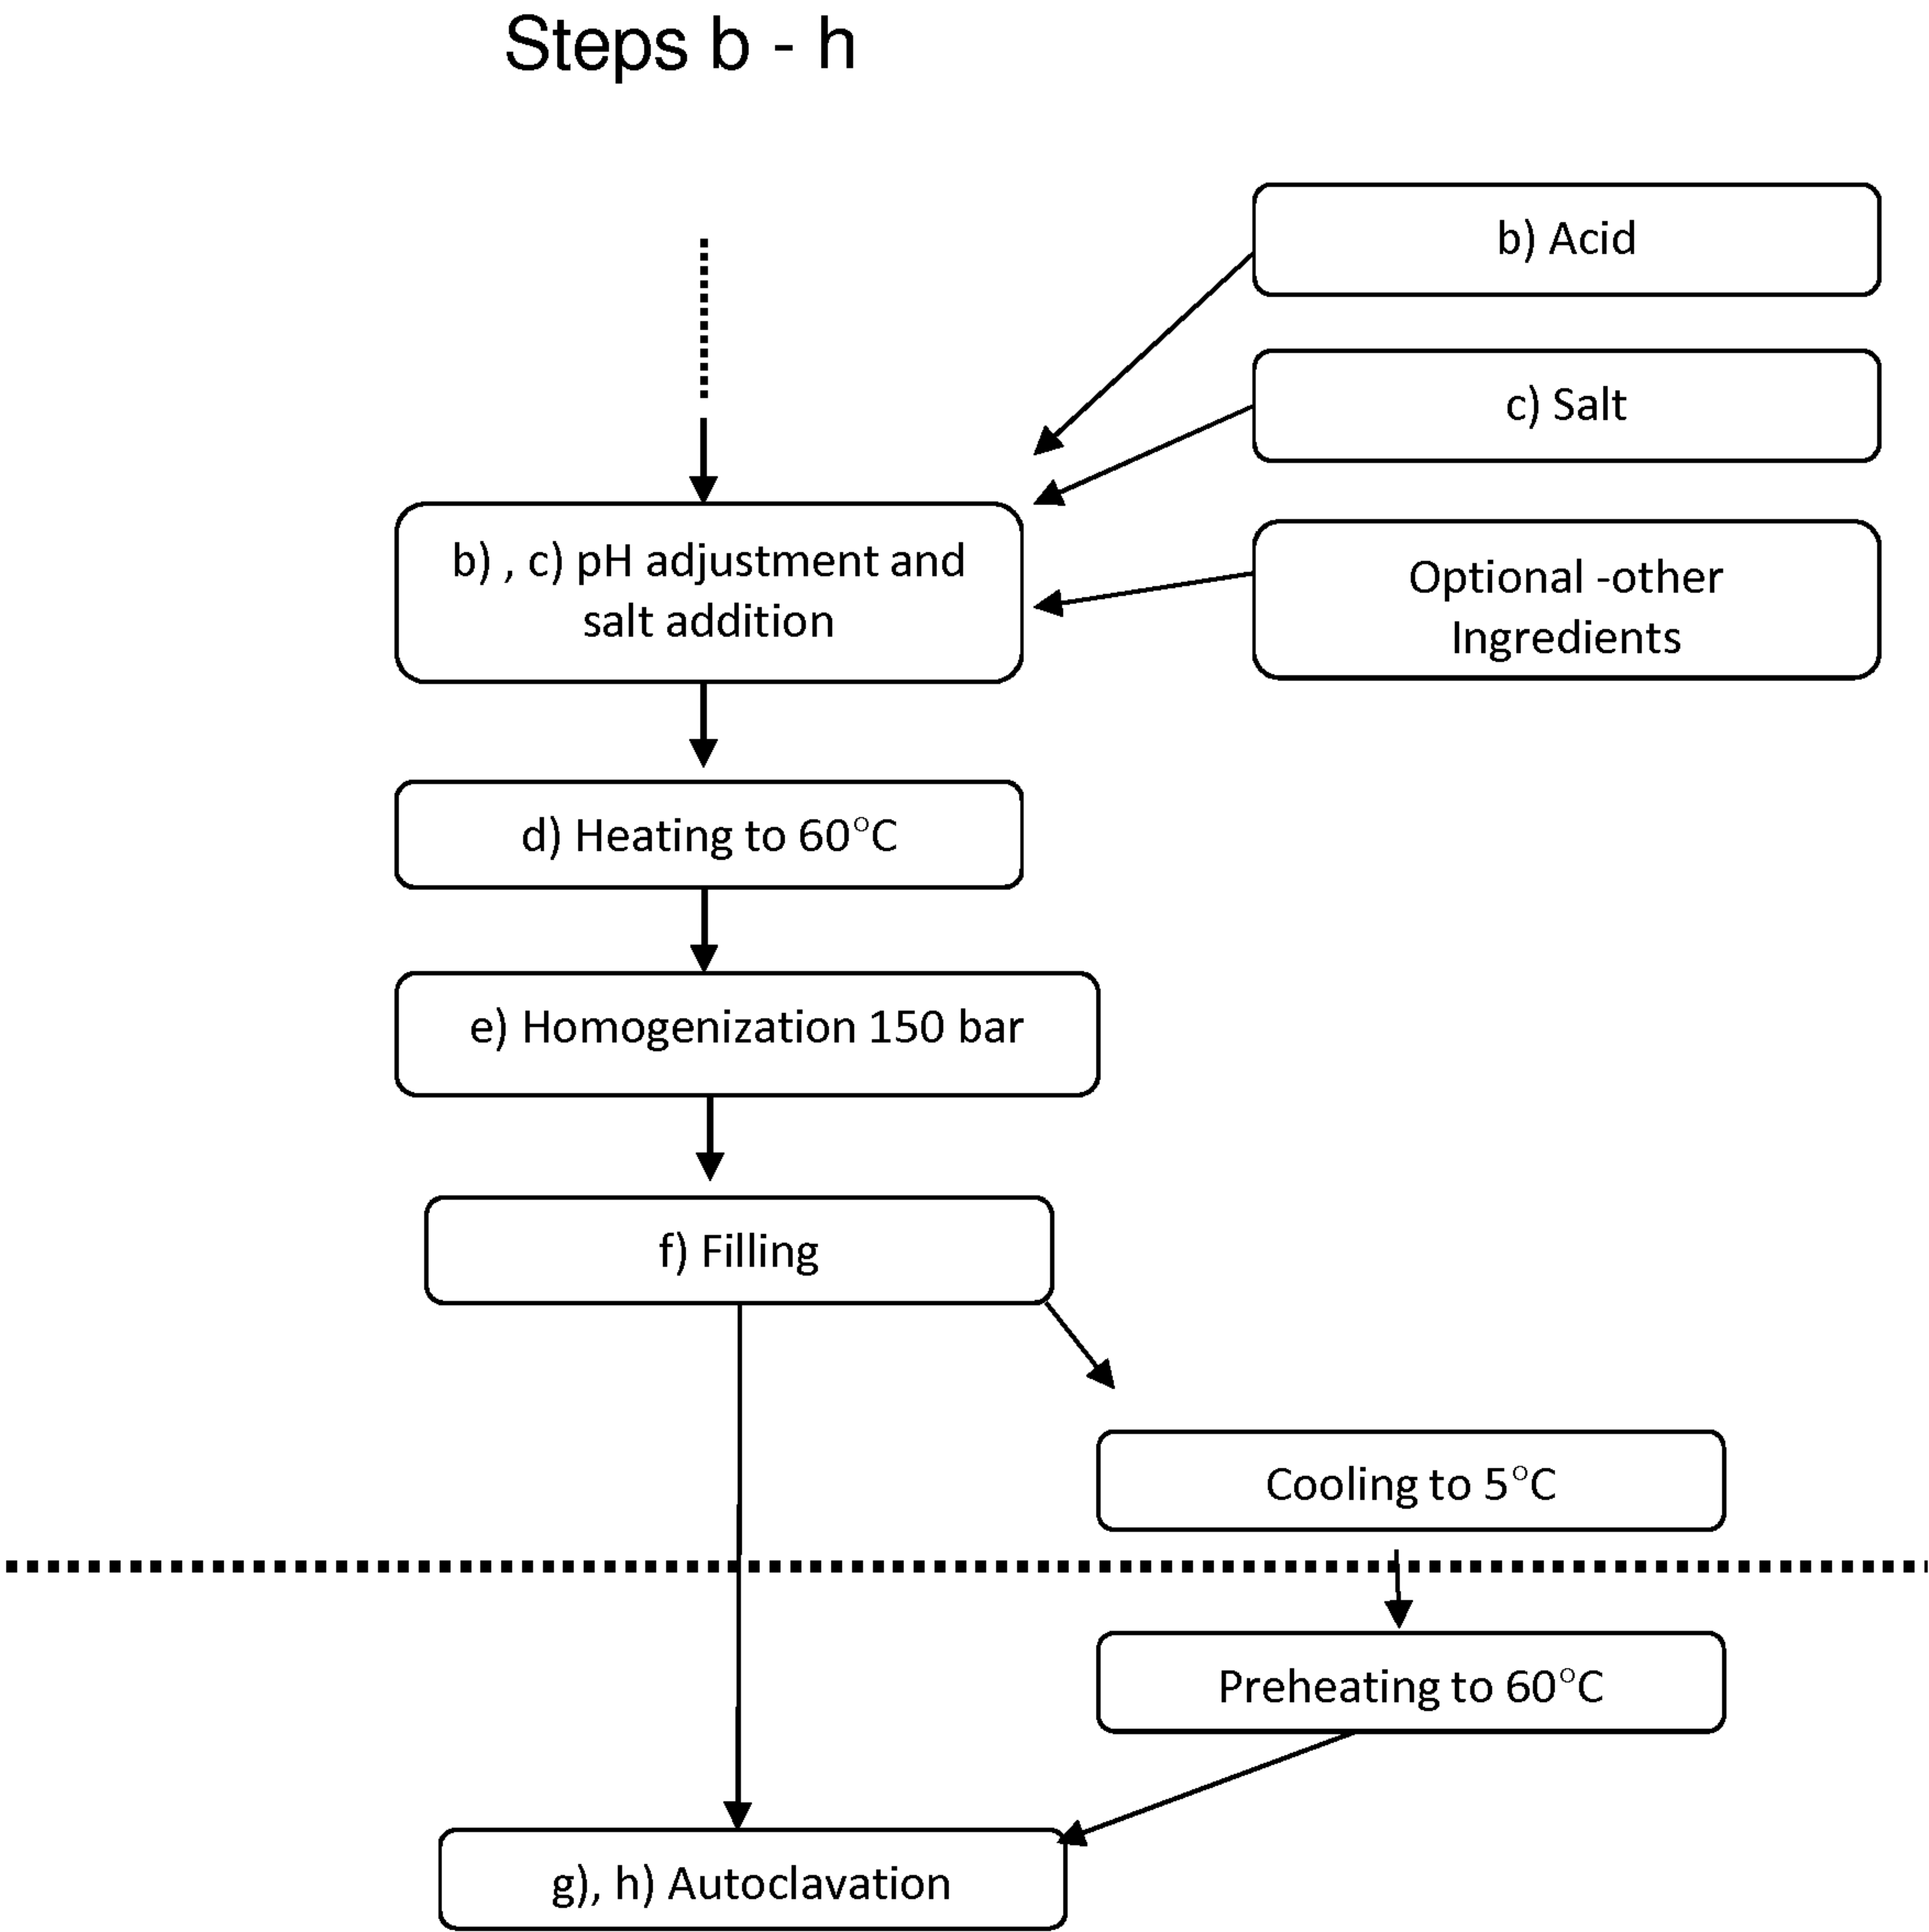 Steps b - h
b) Acid
c) Salt
b) , c) pH adjustment and
salt addition
Optional -other
Ingredients
d) Heating to 60°C
e) Homogenization 150 bar
f) Filling
Cooling to 5°C
Preheating to 60°C
g), h) Autoclavation